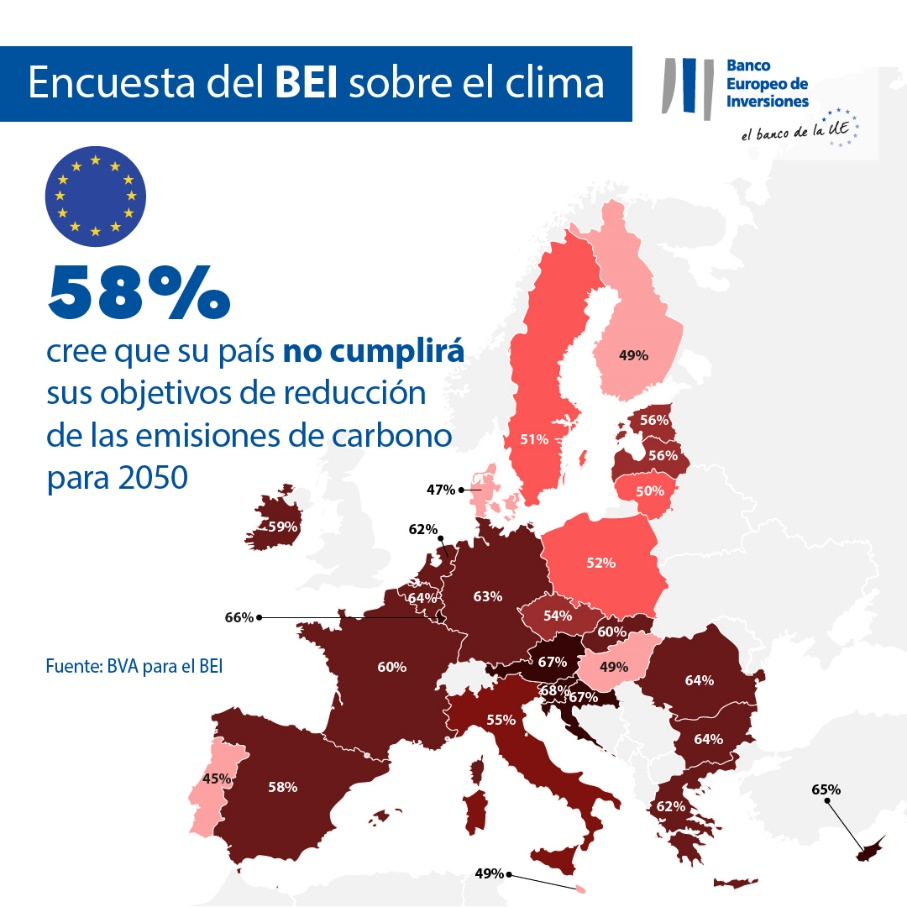 Encuesta del BEI sobre el clima
Banco
Europeo de
Inversiones
el banco de la UE
58%
cree que su país no cumplirá
sus objetivos de reducción
de las emisiones de carbono
para 2050
49%
56%
51%
56%
47%
50%
59%
62%
52%
63%
64%
66%
54%
60%
67%
49%
60%
Fuente: BVA para el BEI
64%
68%
67%
55%
64%
45%
58%
65%
62%
49%